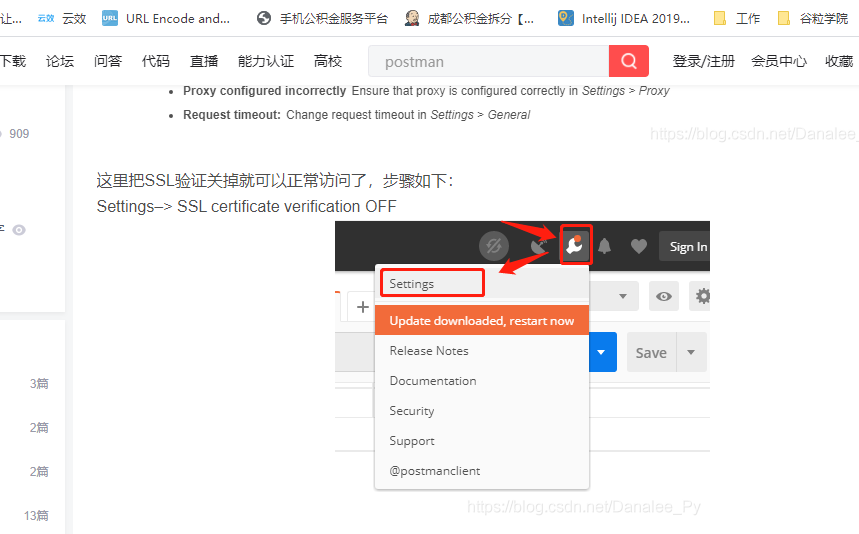 让...
云效
URL Encode and...
手机公积金服务平台
成都公积金拆分【...
Intellij IDEA 2019...
工作
谷粒学院
下载
论坛
问答
代码
直播
能力认证
高校
postman
登录/注册
会员中心
收藏
Proxy configured incorrectly Ensure that proxy is configured correctly in Settings > Proxy
Request timeout: Change request timeout in Settings > General
909
https://blog.csdn.net/Danalee_
这里把SSL验证关掉就可以正常访问了，步骤如下：
Settings–> SSL certificate verification OFF
Sign In
Settings
Update downloaded, restart now
Release Notes
Save
Documentation
Security
Support
@postmanclient
3篇
2篇
2篇
13篇
https://blog.csdn.net/Danalee_Py